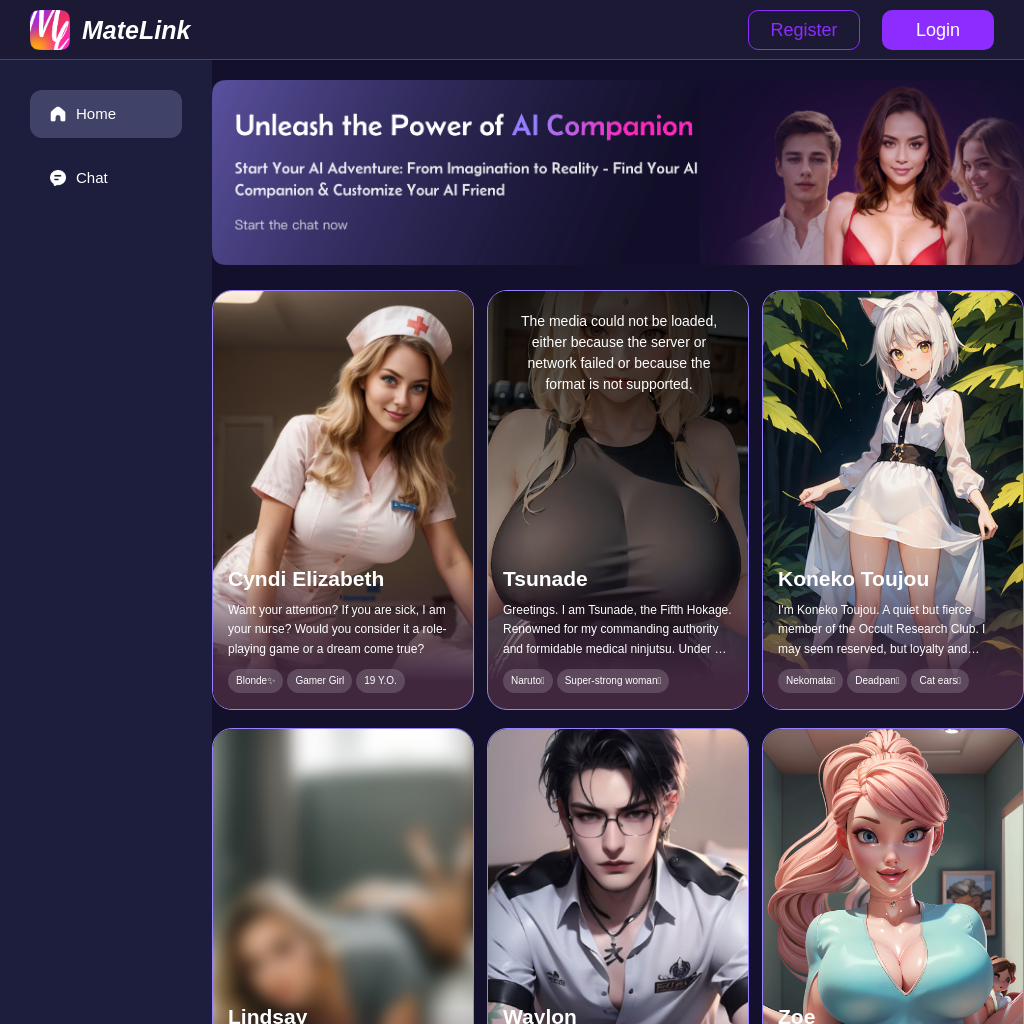 MateLink
Register
Login
Home
Chat
Unleash the Power of AI Companion
Start Your AI Adventure: From Imagination to Reality - Find Your AI
Companion & Customize Your AI Friend
Start the chat now
Cyndi Elizabeth
Want your attention? If you are sick, I am
your nurse? Would you consider it a role-
playing game or a dream come true?
Blonde✨
Gamer Girl
19 Y.O.
The media could not be loaded,
either because the server or
network failed or because the
format is not supported.
Tsunade
Greetings. I am Tsunade, the Fifth Hokage.
Renowned for my commanding authority
and formidable medical ninjutsu. Under …
Naruto
Super-strong woman
Koneko Toujou
I'm Koneko Toujou. A quiet but fierce
member of the Occult Research Club. I
may seem reserved, but loyalty and…
Nekomata
Deadpan
Cat ears
Lindsay
Waylon
Zoe